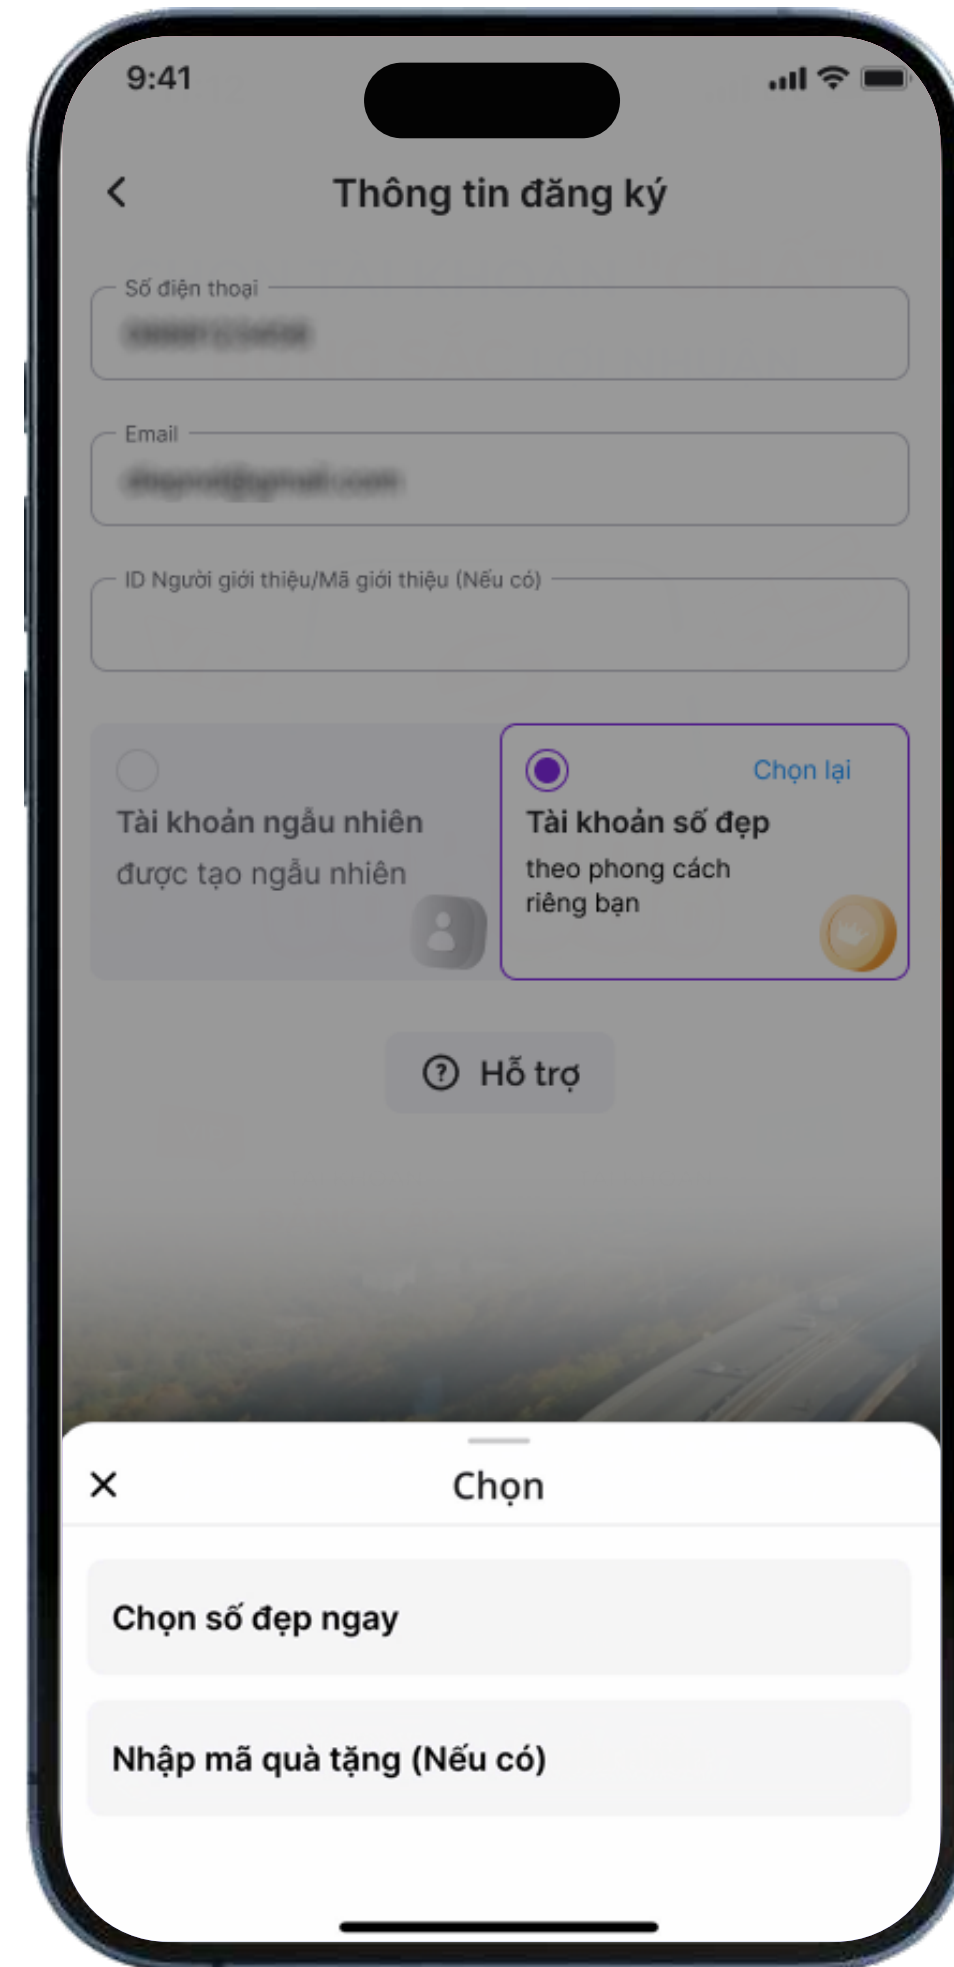 9:41
Thông tin đăng ký
Số điện thoại
Email
ID Người giới thiệu/Mã giới thiệu (Nếu có)
Chọn lại
Tài khoản ngẫu nhiên
được tạo ngẫu nhiên
Tài khoản số đẹp
theo phong cách
riêng bạn
Hỗ trợ
Chọn
Chọn số đẹp ngay
Nhập mã quà tặng (Nếu có)